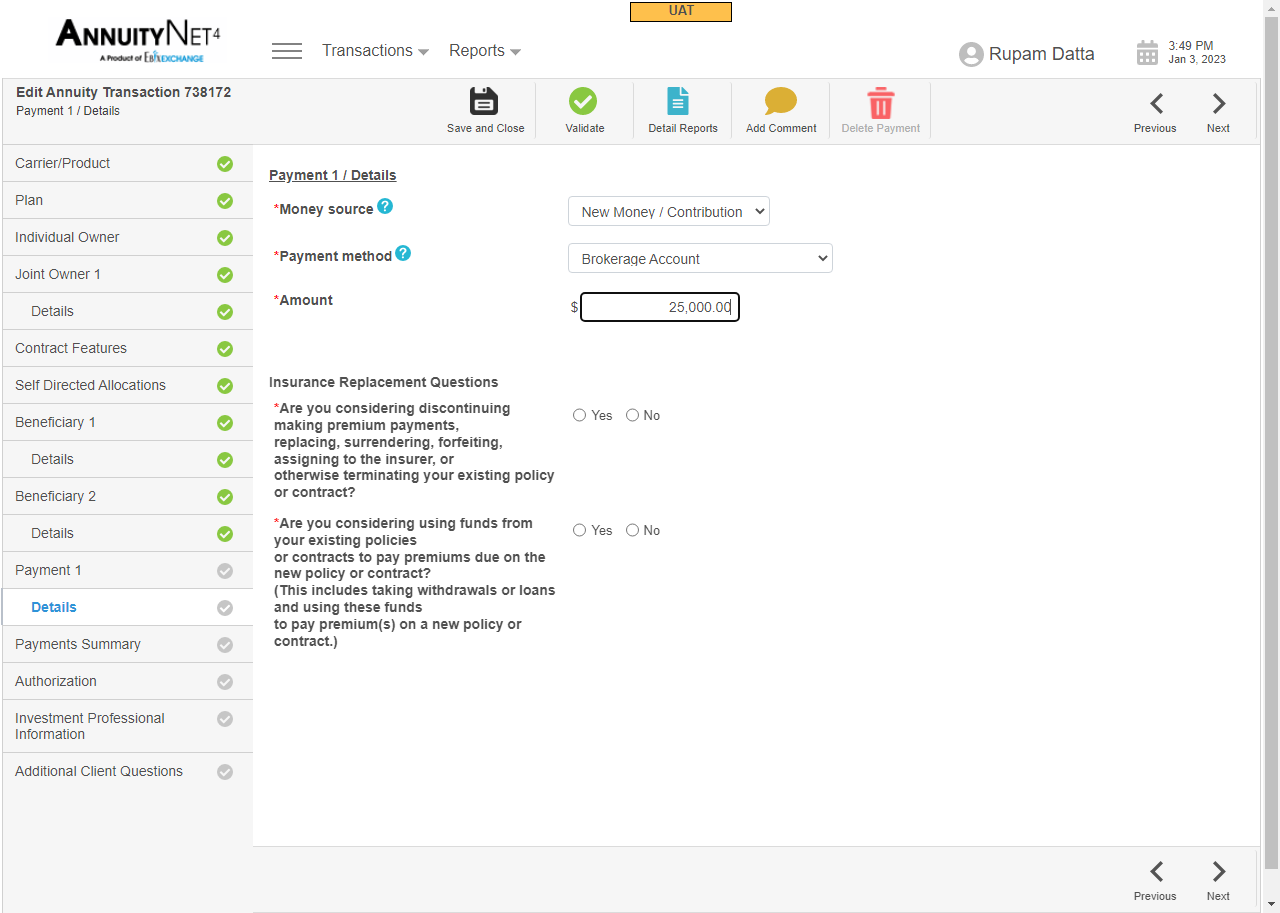 UAT
ANNUITYNET4
A Product of EBIXEXCHANGE
Transactions
Reports
Rupam Datta
3:49 PM
Jan 3, 2023
Edit Annuity Transaction 738172
Payment 1 / Details
Save and Close
Validate
Detail Reports
Add Comment
Delete Payment
Previous
Next
Carrier/Product
Plan
Individual Owner
Joint Owner 1
Details
Contract Features
Self Directed Allocations
Beneficiary 1
Details
Beneficiary 2
Details
Payment 1
Details
Payments Summary
Authorization
Investment Professional
Information
Additional Client Questions
Payment 1 / Details
*Money source ?
New Money / Contribution
*Payment method ?
Brokerage Account
*Amount
$ 25,000.00
Insurance Replacement Questions
*Are you considering discontinuing
making premium payments,
replacing, surrendering, forfeiting,
assigning to the insurer, or
otherwise terminating your existing policy
or contract?
Yes No
*Are you considering using funds from
your existing policies
or contracts to pay premiums due on the
new policy or contract?
(This includes taking withdrawals or loans
and using these funds
to pay premium(s) on a new policy or
contract.)
Yes No
Previous
Next